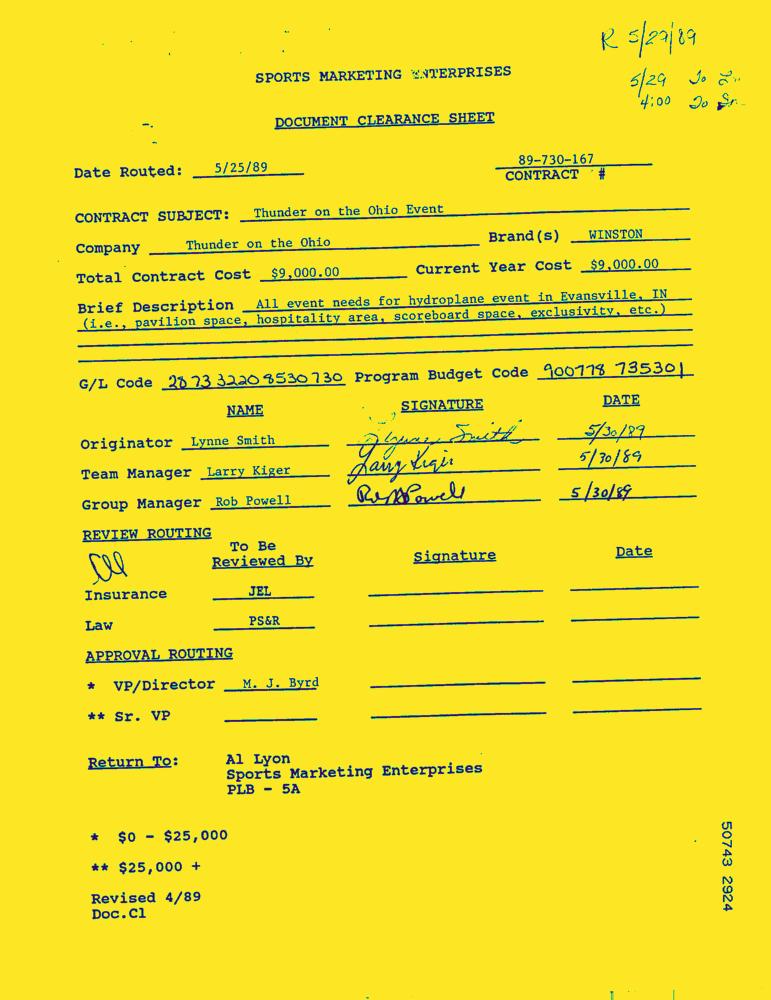 R 5/29/89
5/29 To
4:00 To
SPORTS MARKETING ENTERPRISES
DOCUMENT CLEARANCE SHEET
Date Routed: 5/25/89
89-730-167
CONTRACT #
CONTRACT SUBJECT: Thunder on the Ohio Event
Company Thunder on the Ohio Brand(s) WINSTON
Total Contract Cost $9,000.00 Current Year Cost $9,000.00
Brief Description All event needs for hydroplane event in Evansville, IN
(i.e., pavilion space, hospitality area, scoreboard space, exclusivity, etc.)
G/L Code 2873 3220 8530 730 Program Budget Code 900778 735301
NAME SIGNATURE DATE
Originator Lynne Smith Lynne Smith 5/30/89
Team Manager Larry Kiger Larry Kiger 5/30/89
Group Manager Rob Powell Rob Powell 5/30/89
REVIEW ROUTING
To Be
Reviewed By Signature Date
Insurance JEL
Law PS&R
APPROVAL ROUTING
* VP/Director M. J. Byrd
** Sr. VP
Return To: Al Lyon
Sports Marketing Enterprises
PLB - 5A
* $0 - $25,000
** $25,000 +
Revised 4/89
Doc.Cl
50743 2924